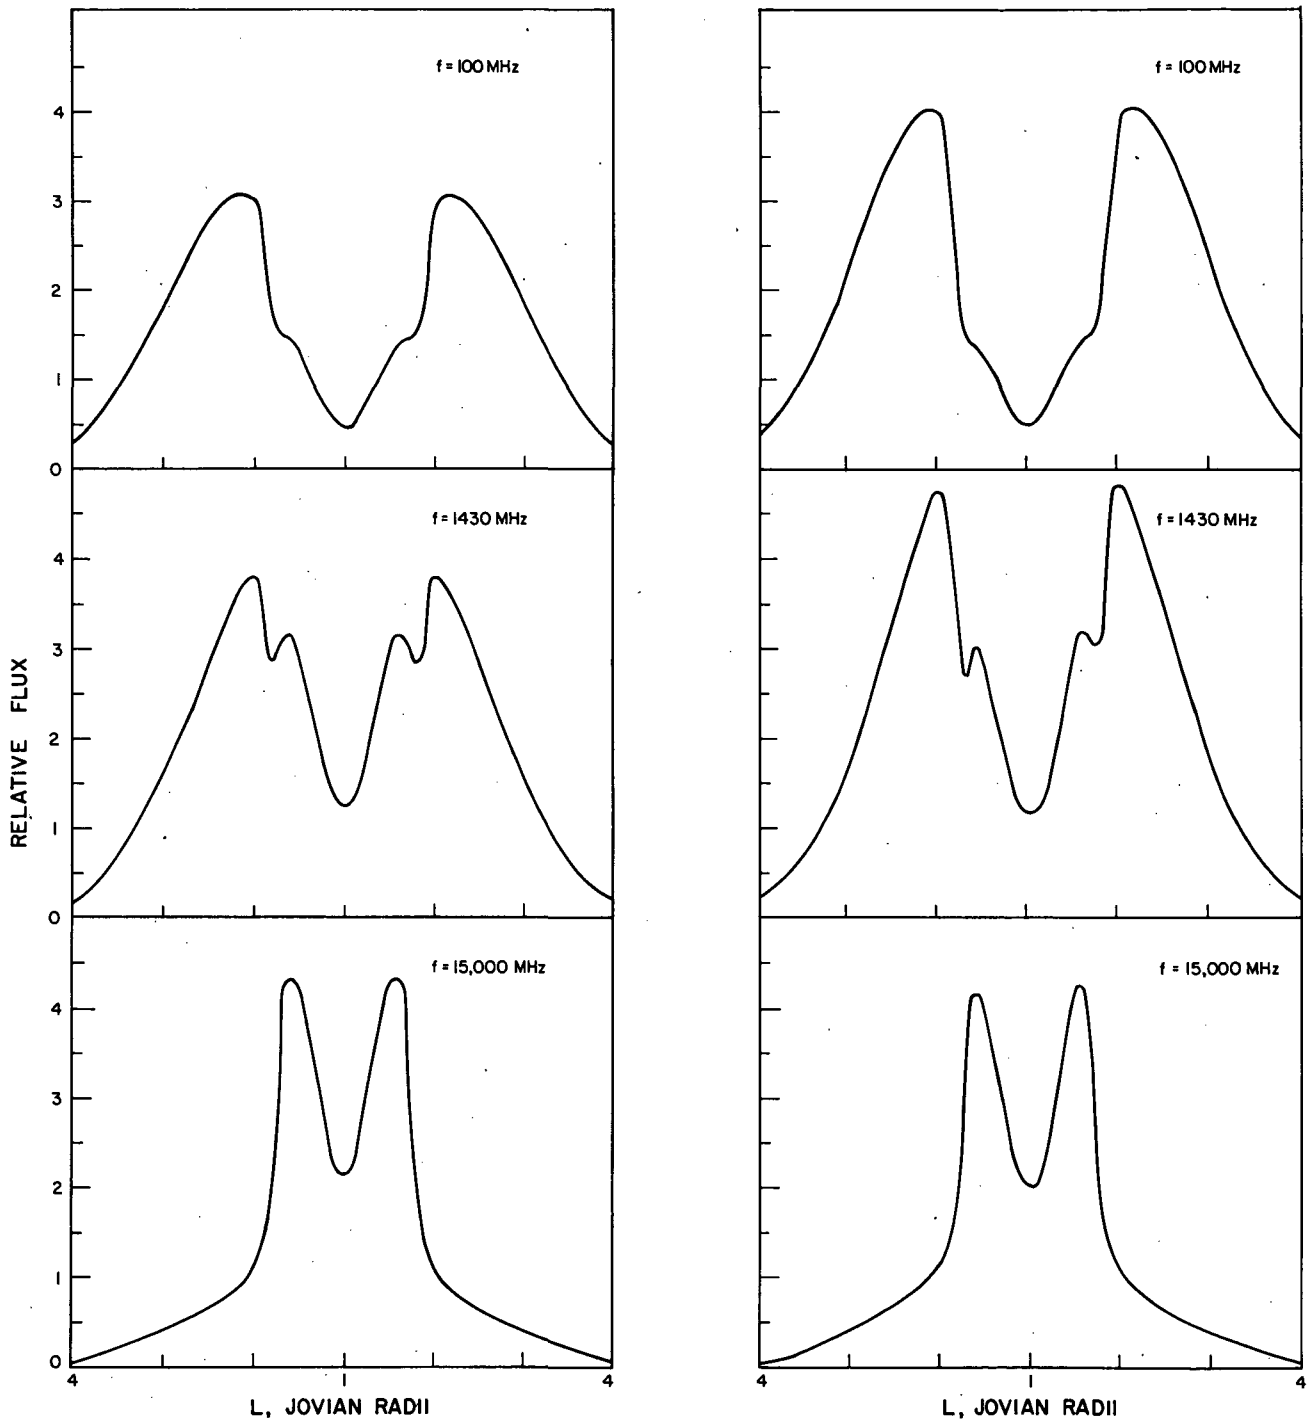 f = 100 MHz
4
3
2
1
0
f = 100 MHz
f = 1430 MHz
4
3
2
1
0
f = 1430 MHz
RELATIVE FLUX
f = 15,000 MHz
4
3
2
1
0
4
1
4
L, JOVIAN RADII
f = 15,000 MHz
4
1
4
L, JOVIAN RADII